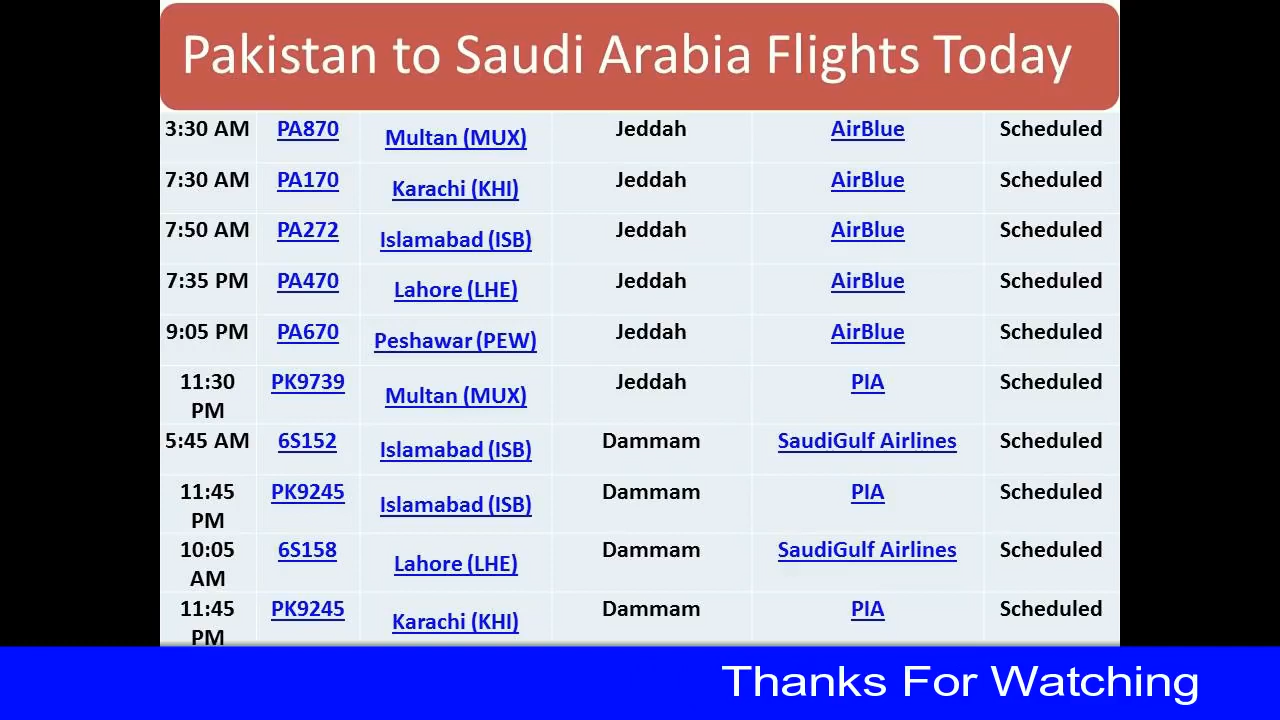 Pakistan to Saudi Arabia Flights Today
3:30 AM PA870 Multan (MUX) Jeddah AirBlue Scheduled
7:30 AM PA170 Karachi (KHI) Jeddah AirBlue Scheduled
7:50 AM PA272 Islamabad (ISB) Jeddah AirBlue Scheduled
7:35 PM PA470 Lahore (LHE) Jeddah AirBlue Scheduled
9:05 PM PA670 Peshawar (PEW) Jeddah AirBlue Scheduled
11:30 PM PK9739 Multan (MUX) Jeddah PIA Scheduled
5:45 AM 6S152 Islamabad (ISB) Dammam SaudiGulf Airlines Scheduled
11:45 PM PK9245 Islamabad (ISB) Dammam PIA Scheduled
10:05 AM 6S158 Lahore (LHE) Dammam SaudiGulf Airlines Scheduled
11:45 PM PK9245 Karachi (KHI) Dammam PIA Scheduled
Thanks For Watching